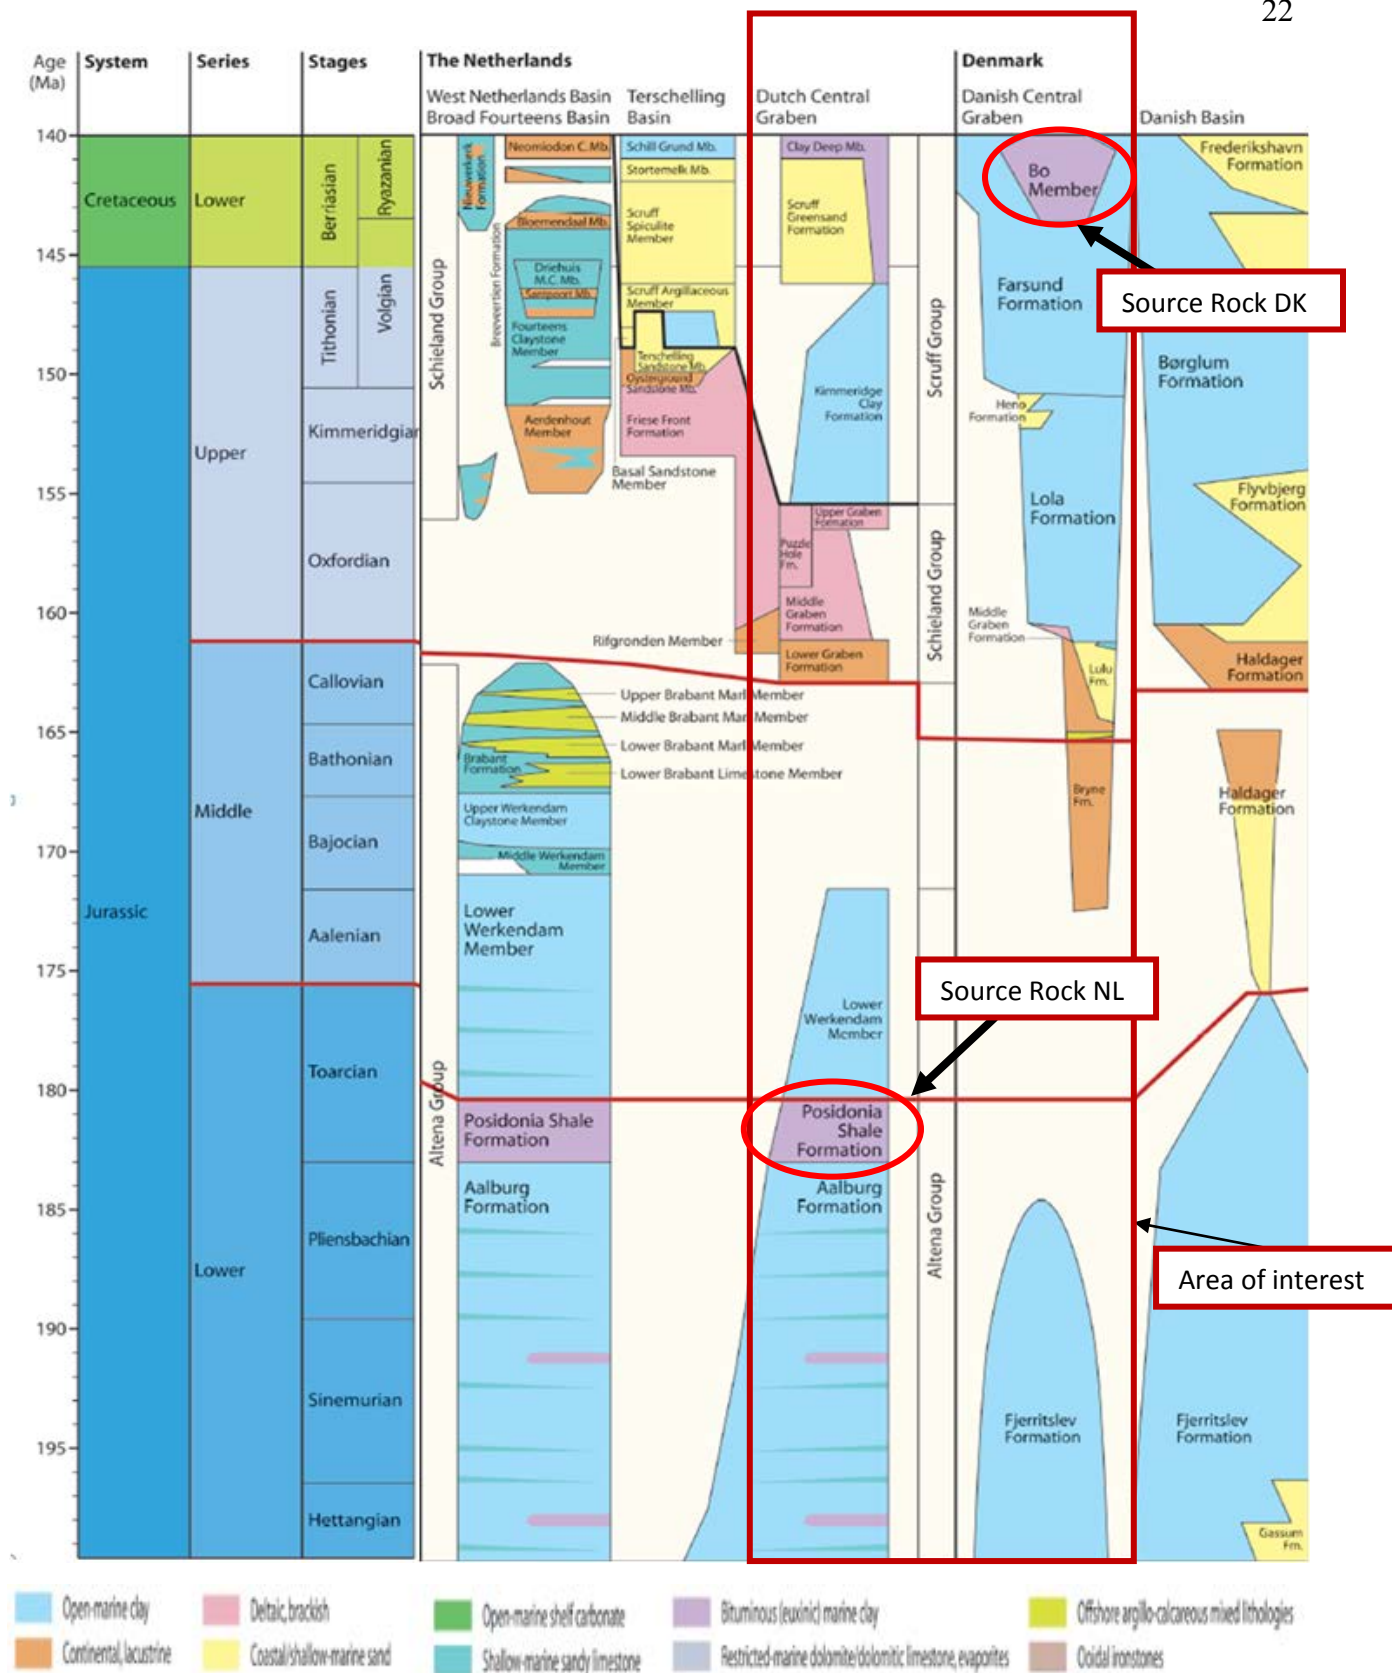 22
Age
(Ma)
System
Series
Stages
The Netherlands
Denmark
West Netherlands Basin
Broad Fourteens Basin
Terschelling
Basin
Dutch Central
Graben
Danish Central
Graben
Danish Basin
140
145
150
155
160
165
170
175
180
185
190
195
Cretaceous
Jurassic
Lower
Upper
Middle
Lower
Berriasian
Ryazanian
Tithonian
Volgian
Kimmeridgian
Oxfordian
Callovian
Bathonian
Bajocian
Aalenian
Toarcian
Pliensbachian
Sinemurian
Hettangian
Schieland Group
Altena Group
Nieuwerkerk
Formation
Breeveertien Formation
Neomiodon C. Mb.
Bloemendaal Mb.
Driehuis
M.C. Mb.
Santpoort Mb.
Fourteens
Claystone
Member
Aerdenhout
Member
Basal Sandstone
Member
Schill Grund Mb.
Stortemelk Mb.
Scruff
Spiculite
Member
Scruff Argillaceous
Member
Terschelling
Sandstone Mb.
Oysterground
Sandstone Mb.
Friese Front
Formation
Rifgronden Member
Upper Brabant Marl Member
Middle Brabant Marl Member
Lower Brabant Marl Member
Lower Brabant Limestone Member
Brabant
Formation
Upper Werkendam
Claystone Member
Middle Werkendam
Member
Lower
Werkendam
Member
Posidonia Shale
Formation
Aalburg
Formation
Clay Deep Mb.
Scruff
Greensand
Formation
Kimmeridge
Clay
Formation
Upper Graben
Formation
Puzzle
Hole
Fm.
Middle
Graben
Formation
Lower Graben
Formation
Lower
Werkendam
Member
Posidonia
Shale
Formation
Aalburg
Formation
Scruff Group
Schieland Group
Altena Group
Bo
Member
Farsund
Formation
Heno
Formation
Lola
Formation
Middle
Graben
Formation
Lulu
Fm.
Bryne
Fm.
Fjerritslev
Formation
Frederikshavn
Formation
Børglum
Formation
Flyvbjerg
Formation
Haldager
Formation
Haldager
Formation
Fjerritslev
Formation
Gassum
Fm.
Source Rock DK
Source Rock NL
Area of interest
Open-marine clay
Deltaic, brackish
Open-marine shelf carbonate
Bituminous (euxinic) marine clay
Offshore argillo-calcareous mixed lithologies
Continental, lacustrine
Coastal/shallow-marine sand
Shallow-marine sandy limestone
Restricted-marine dolomite/dolomitic limestone, evaporites
Ooidal ironstones